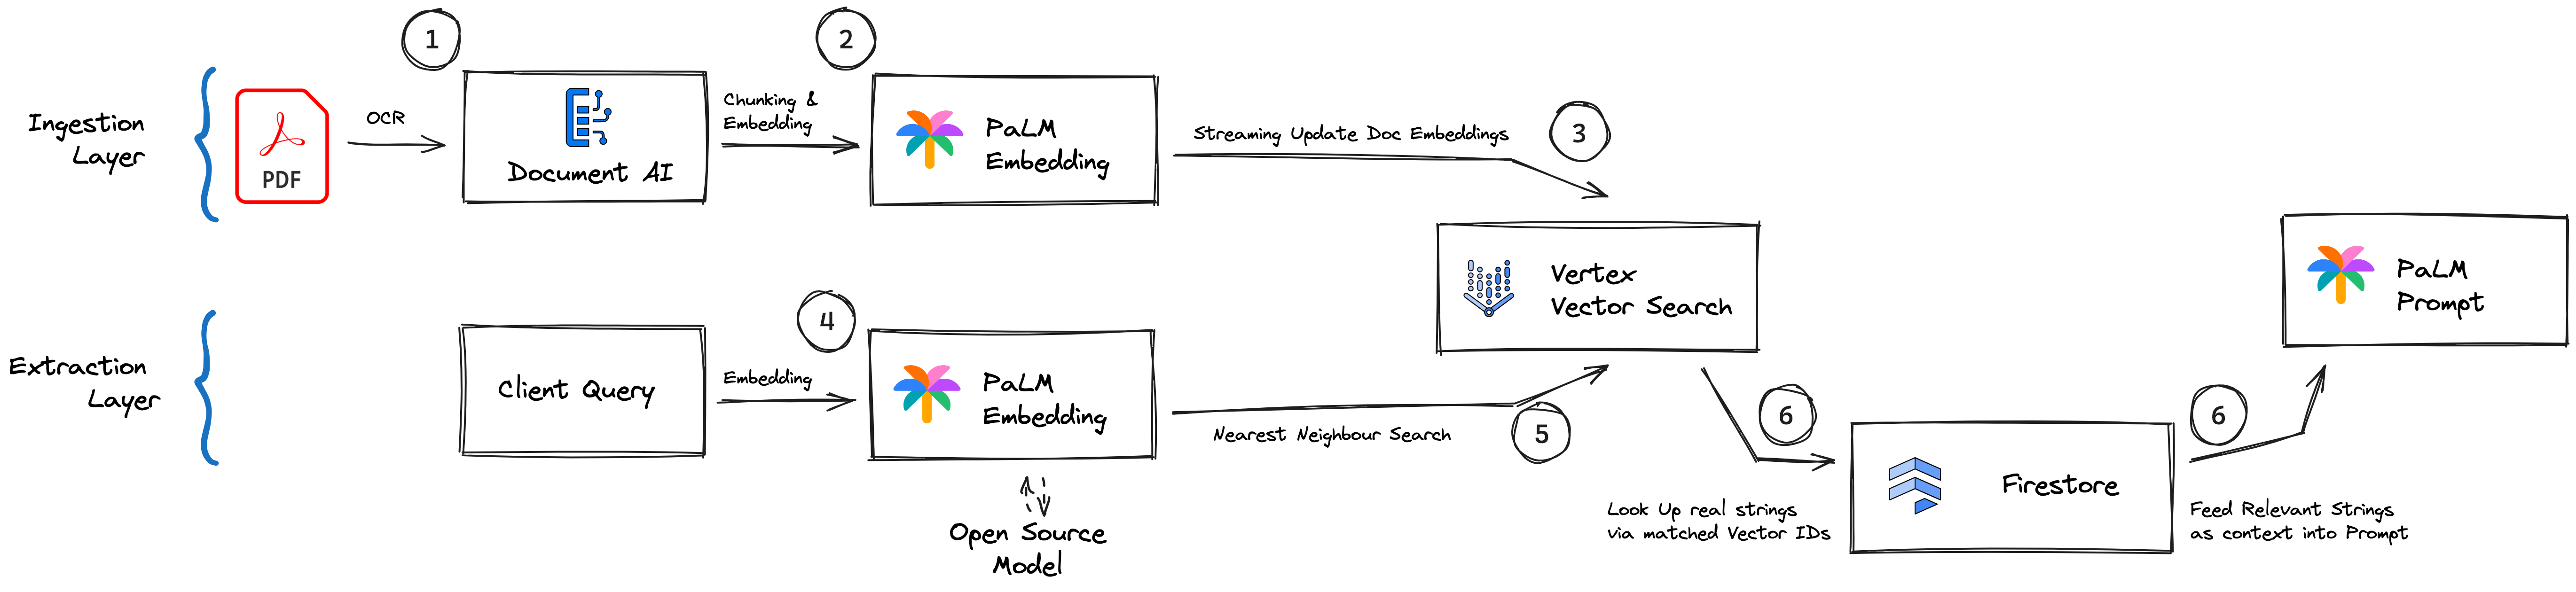 1
2
Ingestion
Layer
PDF
OCR
Document AI
Chunking &
Embedding
PaLM
Embedding
Streaming Update Doc Embeddings
3
Vertex
Vector Search
PaLM
Prompt
Extraction
Layer
Client Query
4
Embedding
PaLM
Embedding
Open Source
Model
Nearest Neighbour Search
5
6
Look Up real strings
via matched Vector IDs
Firestore
6
Feed Relevant Strings
as context into Prompt